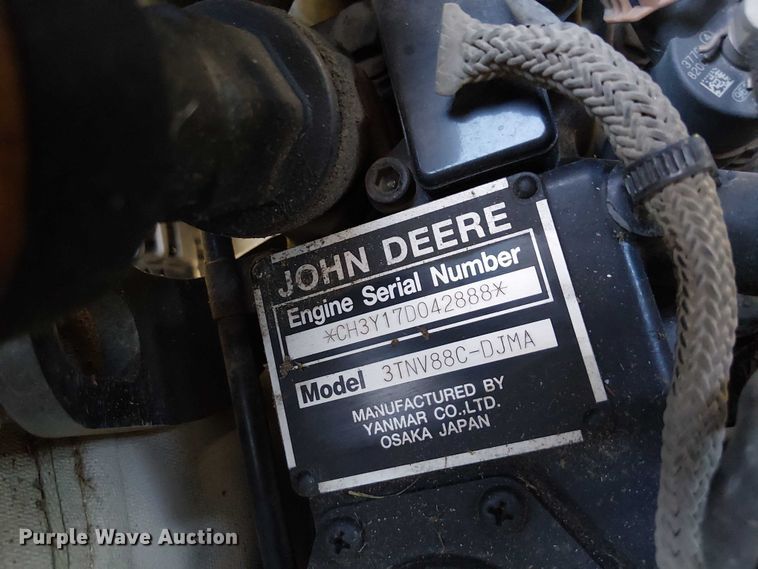 JOHN DEERE
Engine Serial Number
*CH3Y17D042888*
Model 3TNV88C-DJMA
MANUFACTURED BY
YANMAR CO.,LTD.
OSAKA JAPAN
Purple Wave Auction